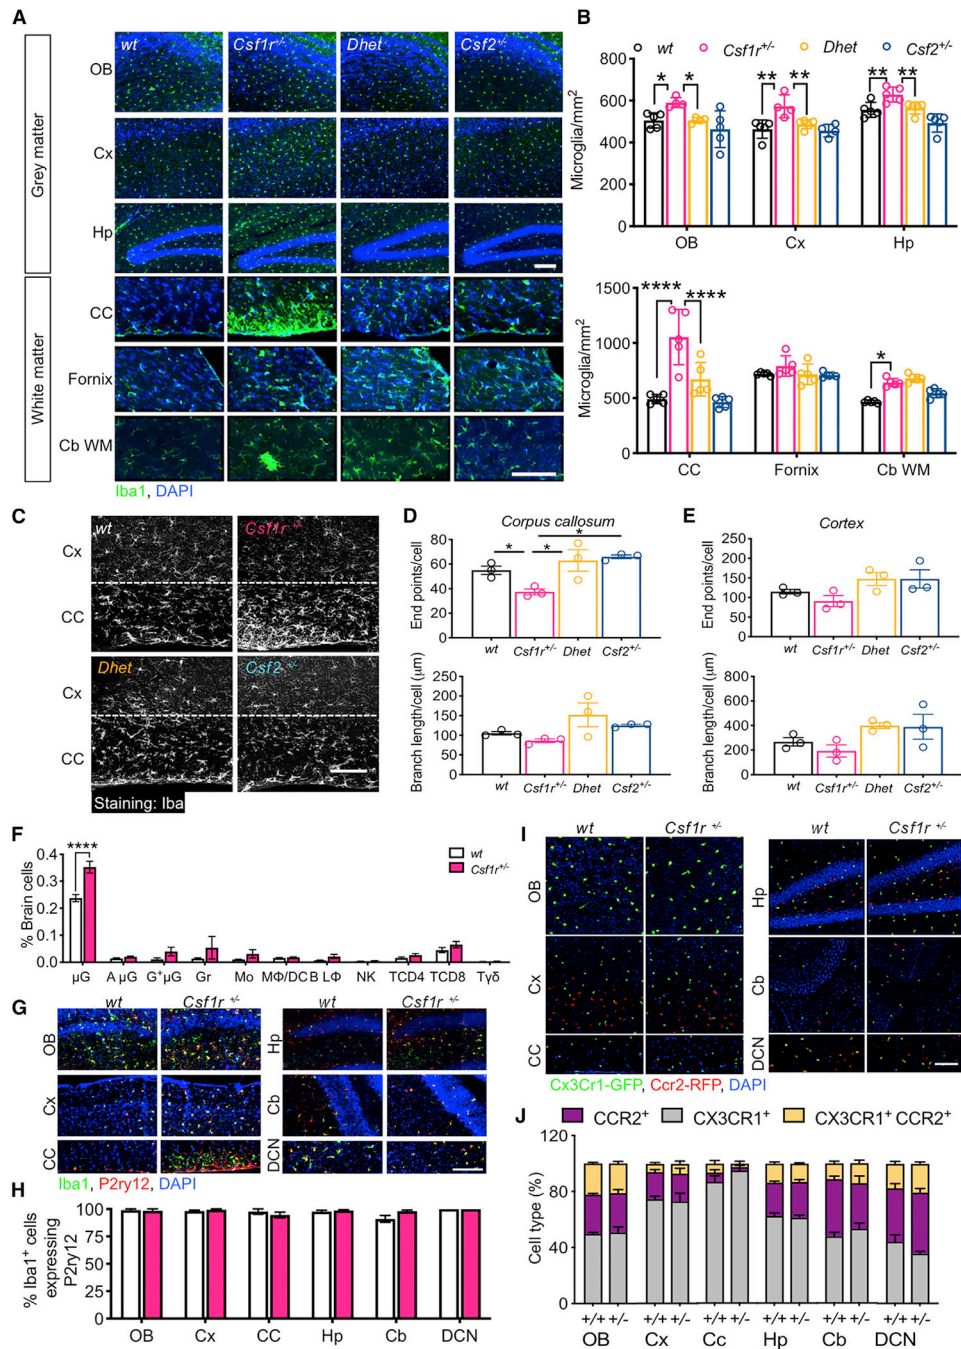 A
wt
Csf1r+/-
Dhet
Csf2+/-
Grey matter
OB
Cx
Hp
White matter
CC
Fornix
Cb WM
Iba1, DAPI
B
wt Csf1r+/- Dhet Csf2+/-
Microglia/mm²
800
600
400
200
0
* * ** ** ** **
OB Cx Hp
Microglia/mm²
1500
1000
500
0
**** **** *
CC Fornix Cb WM
C
wt Csf1r +/-
Cx
CC
Dhet Csf2 +/-
Cx
CC
Staining: Iba
D
Corpus callosum
End points/cell
80
60
40
20
0
* * *
wt Csf1r+/- Dhet Csf2+/-
Branch length/cell (µm)
250
200
150
100
50
0
wt Csf1r+/- Dhet Csf2+/-
E
Cortex
End points/cell
200
150
100
50
0
wt Csf1r+/- Dhet Csf2+/-
Branch length/cell (µm)
800
600
400
200
0
wt Csf1r+/- Dhet Csf2+/-
F
% Brain cells
0.4
0.3
0.2
0.1
0.0
****
wt
Csf1r+/-
µG A µG G+µG Gr Mo MΦ/DC B LΦ NK TCD4 TCD8 Tγδ
G
wt Csf1r +/- wt Csf1r +/-
OB Hp
Cx Cb
CC DCN
Iba1, P2ry12, DAPI
H
% Iba1+ cells
expressing
P2ry12
100
75
50
25
0
OB Cx CC Hp Cb DCN
I
wt Csf1r +/- wt Csf1r +/-
OB Hp
Cx Cb
CC DCN
Cx3Cr1-GFP, Ccr2-RFP, DAPI
J
CCR2+ CX3CR1+ CX3CR1+ CCR2+
Cell type (%)
120
80
40
0
+/+ +/- +/+ +/- +/+ +/- +/+ +/- +/+ +/- +/+ +/-
OB Cx Cc Hp Cb DCN